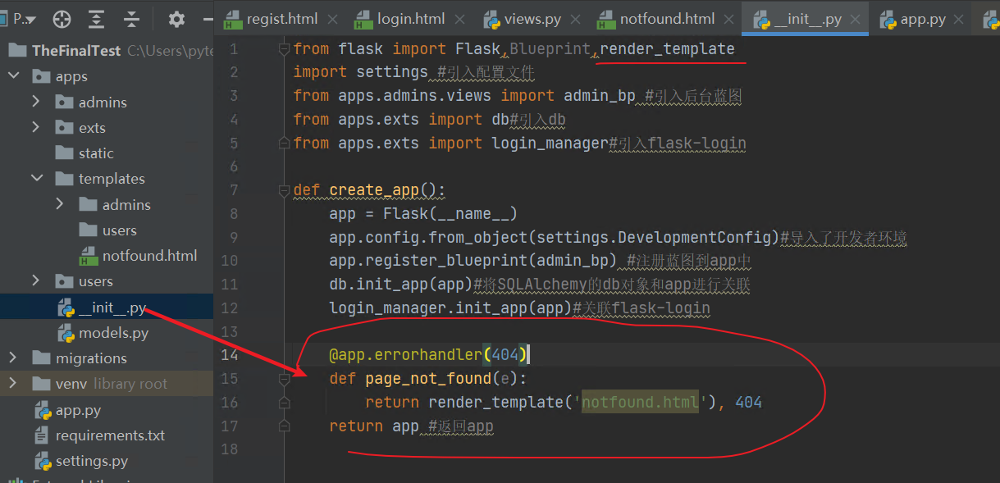 P..
regist.html
login.html
views.py
notfound.html
__init__.py
app.py
TheFinalTest C:\Users\pyte
apps
admins
exts
static
templates
admins
users
notfound.html
users
__init__.py
models.py
migrations
venv library root
app.py
requirements.txt
settings.py
1 from flask import Flask,Blueprint,render_template
2 import settings #引入配置文件
3 from apps.admins.views import admin_bp #引入后台蓝图
4 from apps.exts import db#引入db
5 from apps.exts import login_manager#引入flask-login
6
7 def create_app():
8 app = Flask(__name__)
9 app.config.from_object(settings.DevelopmentConfig)#导入了开发者环境
10 app.register_blueprint(admin_bp) #注册蓝图到app中
11 db.init_app(app)#将SQLAlchemy的db对象和app进行关联
12 login_manager.init_app(app)#关联flask-login
13
14 @app.errorhandler(404)
15 def page_not_found(e):
16 return render_template('notfound.html'), 404
17 return app #返回app
18